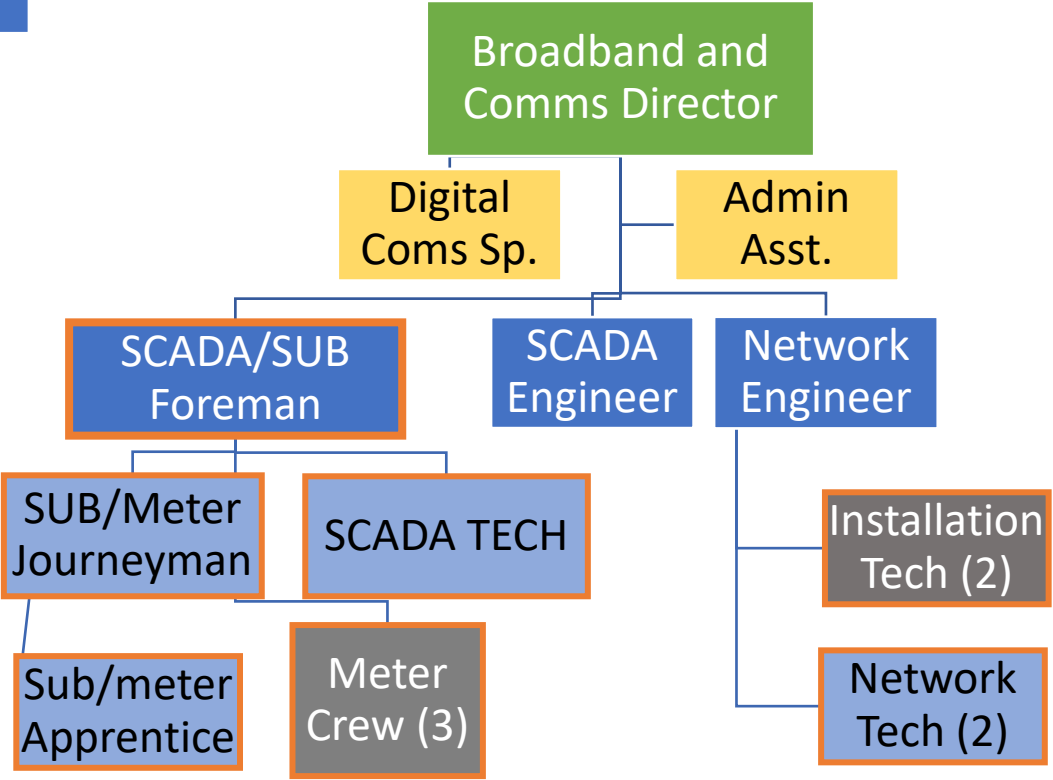 Broadband and
Comms Director
Digital
Coms Sp.
Admin
Asst.
SCADA/SUB
Foreman
SCADA
Engineer
Network
Engineer
SUB/Meter
Journeyman
SCADA TECH
Installation
Tech (2)
Sub/meter
Apprentice
Meter
Crew (3)
Network
Tech (2)